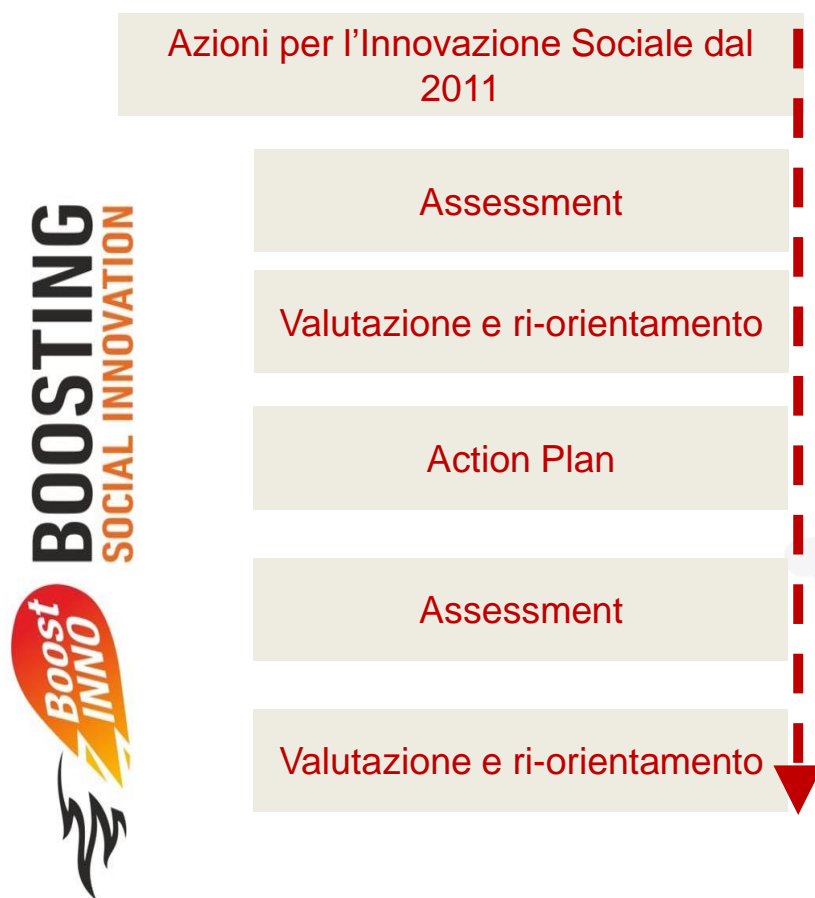 Azioni per l’Innovazione Sociale dal
2011
Assessment
Valutazione e ri-orientamento
Action Plan
Assessment
Valutazione e ri-orientamento
BOOSTING
SOCIAL INNOVATION
Boost
INNO